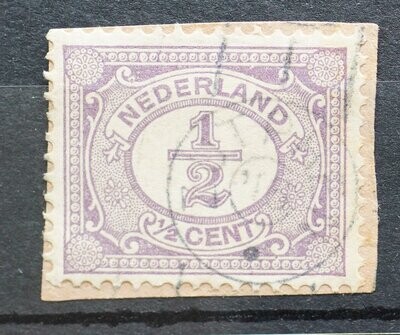 NEDERLAND
1/2
½ CENT